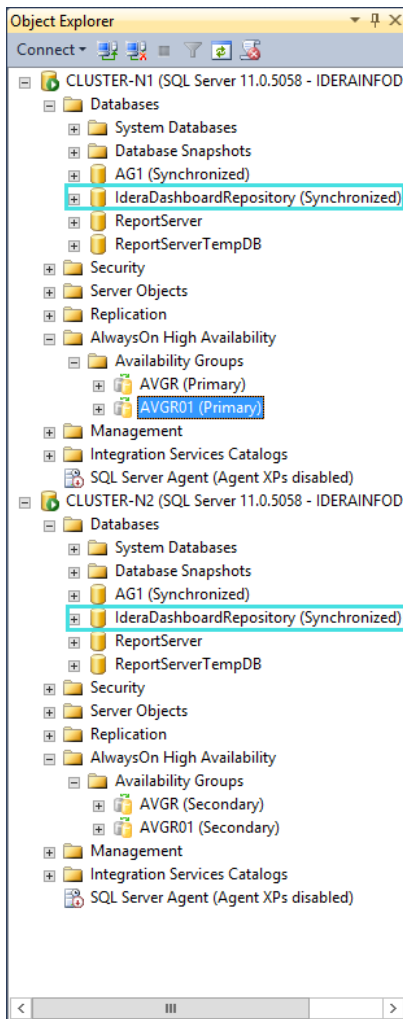 Object Explorer
Connect
CLUSTER-N1 (SQL Server 11.0.5058 - IDERAINFOD
Databases
System Databases
Database Snapshots
AG1 (Synchronized)
IderaDashboardRepository (Synchronized)
ReportServer
ReportServerTempDB
Security
Server Objects
Replication
AlwaysOn High Availability
Availability Groups
AVGR (Primary)
AVGR01 (Primary)
Management
Integration Services Catalogs
SQL Server Agent (Agent XPs disabled)
CLUSTER-N2 (SQL Server 11.0.5058 - IDERAINFOD
Databases
System Databases
Database Snapshots
AG1 (Synchronized)
IderaDashboardRepository (Synchronized)
ReportServer
ReportServerTempDB
Security
Server Objects
Replication
AlwaysOn High Availability
Availability Groups
AVGR (Secondary)
AVGR01 (Secondary)
Management
Integration Services Catalogs
SQL Server Agent (Agent XPs disabled)